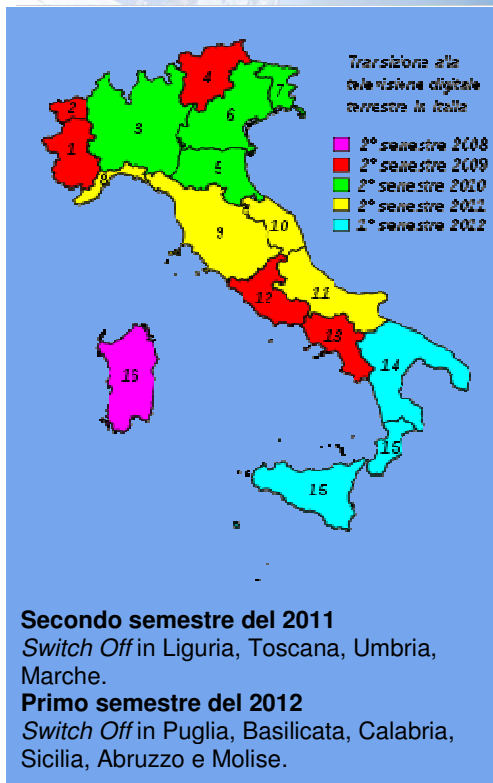 Transizione alla
televisione digitale
terrestre in Italia
2° semestre 2008
2° semestre 2009
2° semestre 2010
2° semestre 2011
1° semestre 2012
4
2
7
6
3
1
5
8
10
9
11
12
13
14
16
15
15
Secondo semestre del 2011
Switch Off in Liguria, Toscana, Umbria,
Marche.
Primo semestre del 2012
Switch Off in Puglia, Basilicata, Calabria,
Sicilia, Abruzzo e Molise.